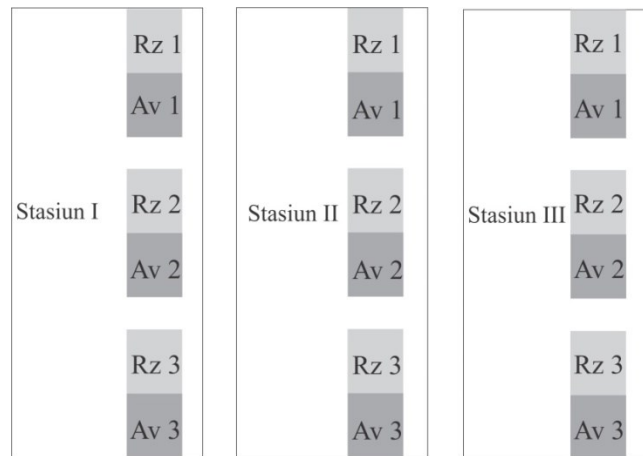 Rz 1
Av 1
Stasiun I
Rz 2
Av 2
Rz 3
Av 3
Rz 1
Av 1
Stasiun II
Rz 2
Av 2
Rz 3
Av 3
Rz 1
Av 1
Stasiun III
Rz 2
Av 2
Rz 3
Av 3